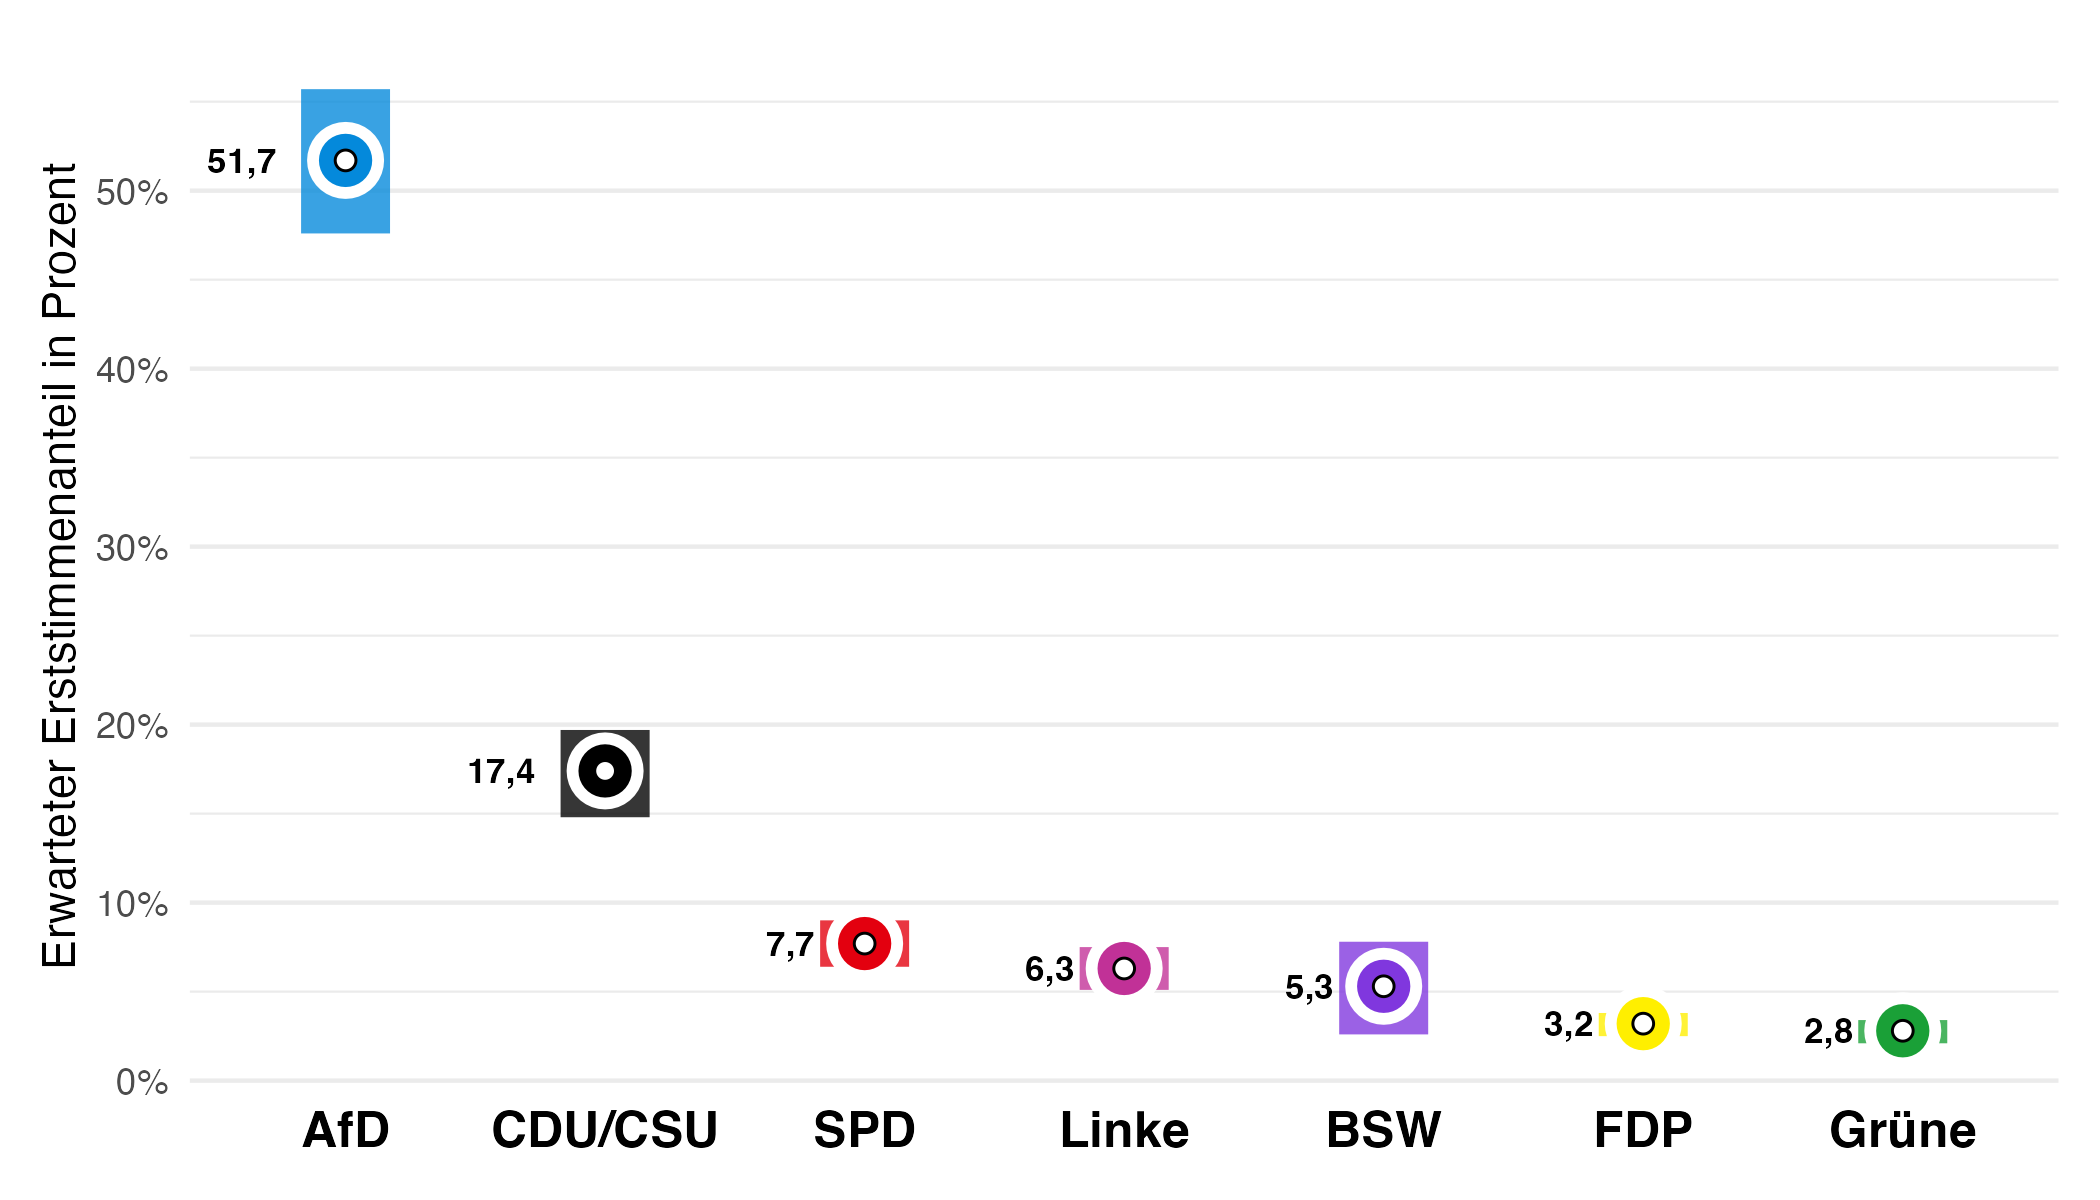 Erwarteter Erststimmenanteil in Prozent
50%
40%
30%
20%
10%
0%
51,7
17,4
7,7
6,3
5,3
3,2
2,8
AfD
CDU/CSU
SPD
Linke
BSW
FDP
Grüne